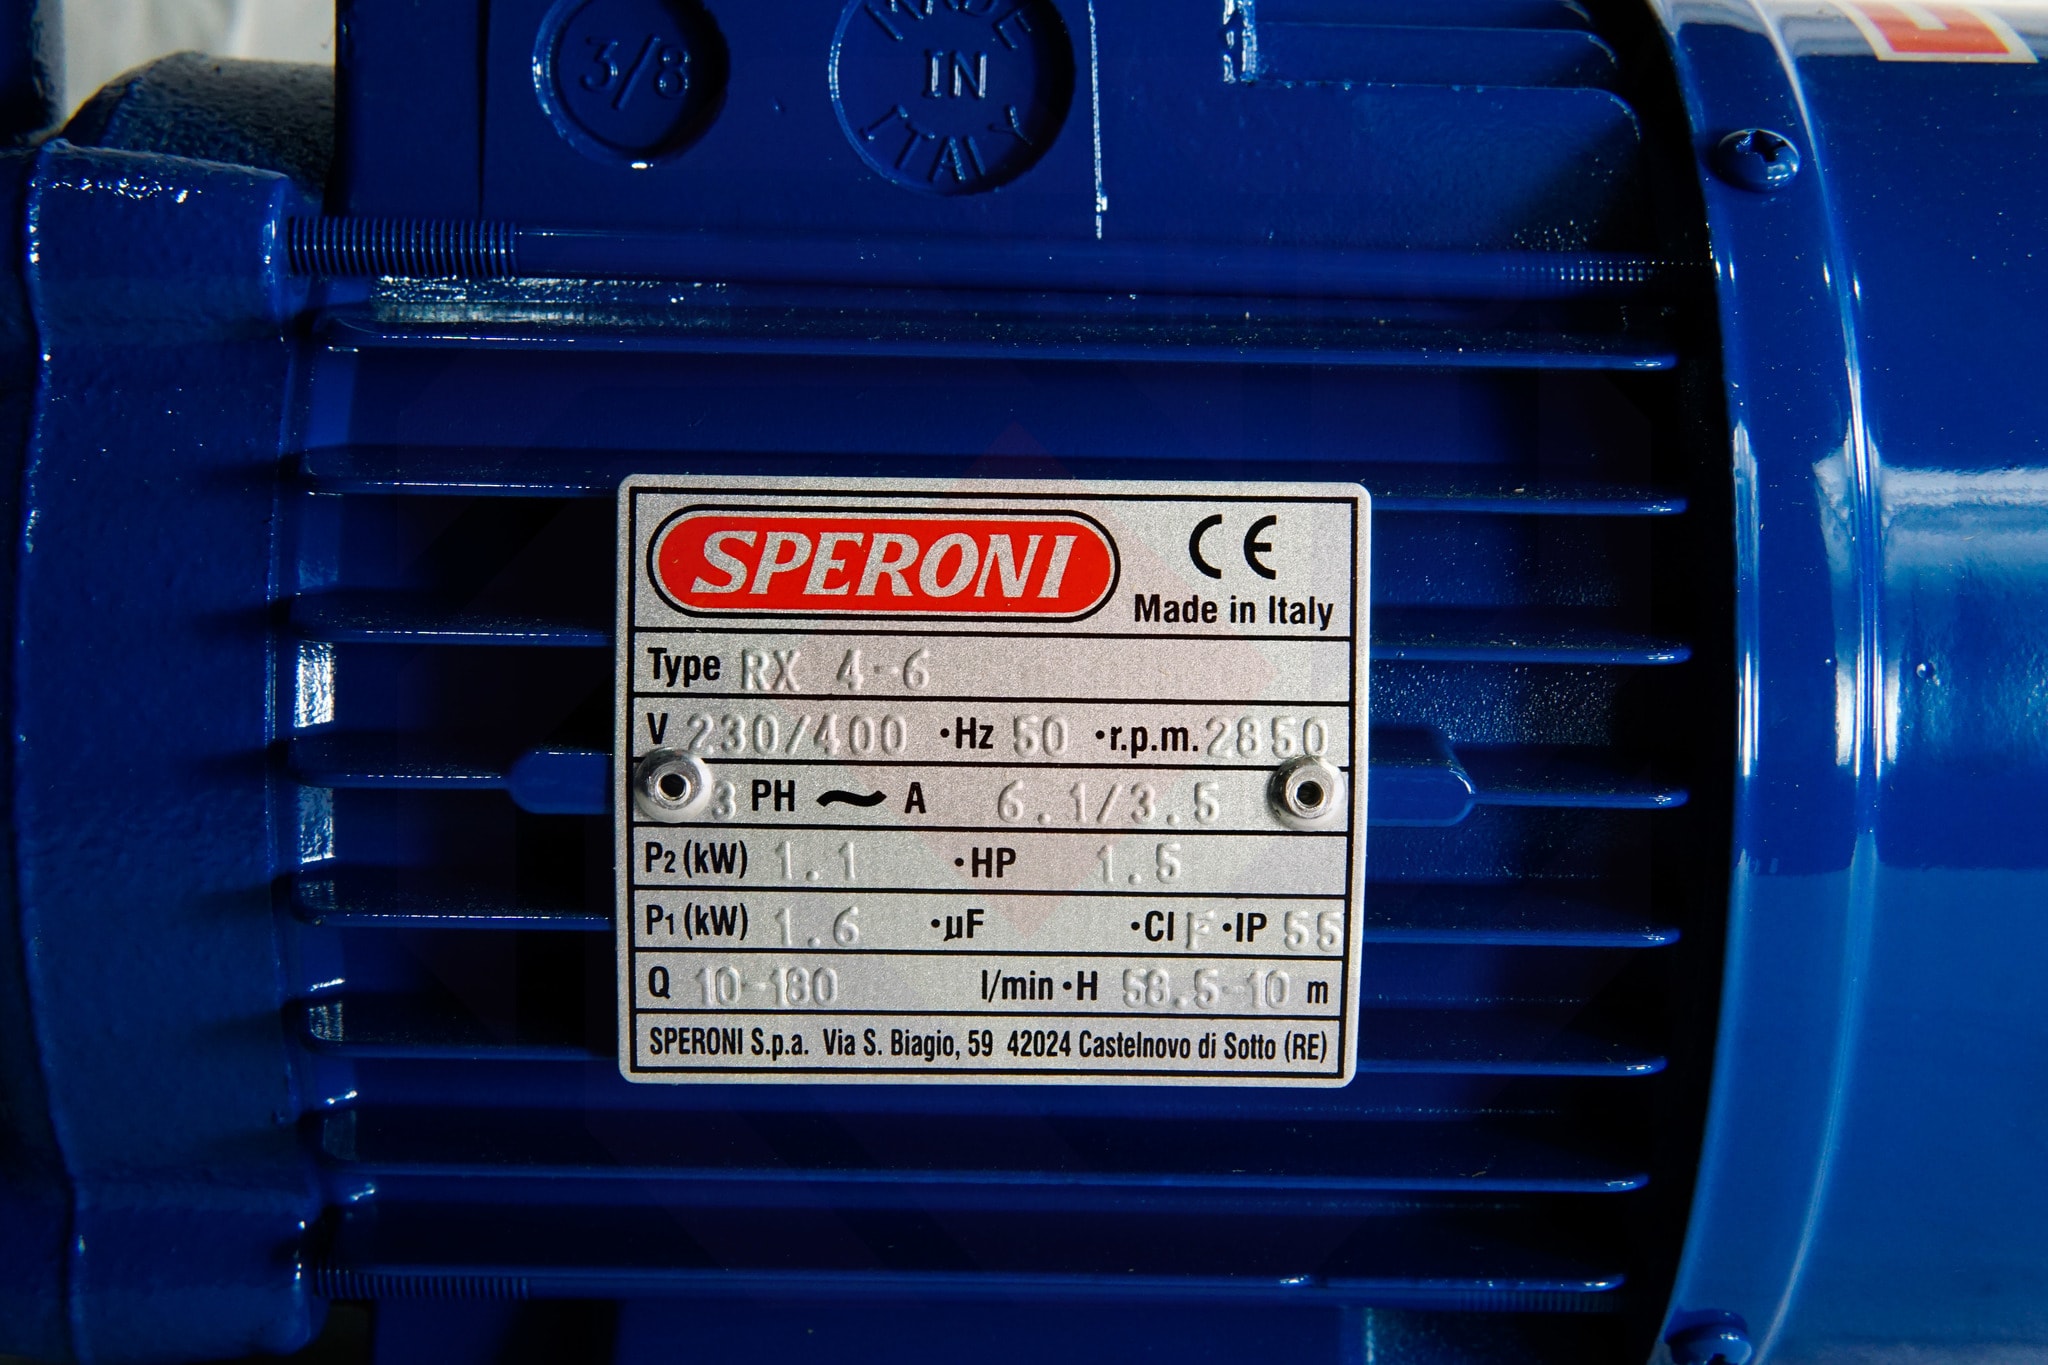 3/8
MADE
IN
ITALY
SPERONI
CE
Made in Italy
Type RX 4-6
V 230/400 •Hz 50 •r.p.m. 2850
3 PH ~ A 6.1/3.5
P2 (kW) 1.1 •HP 1.5
P1 (kW) 1.6 •µF •Cl F •IP 55
Q 10-180 l/min •H 58.5-10 m
SPERONI S.p.a. Via S. Biagio, 59 42024 Castelnovo di Sotto (RE)